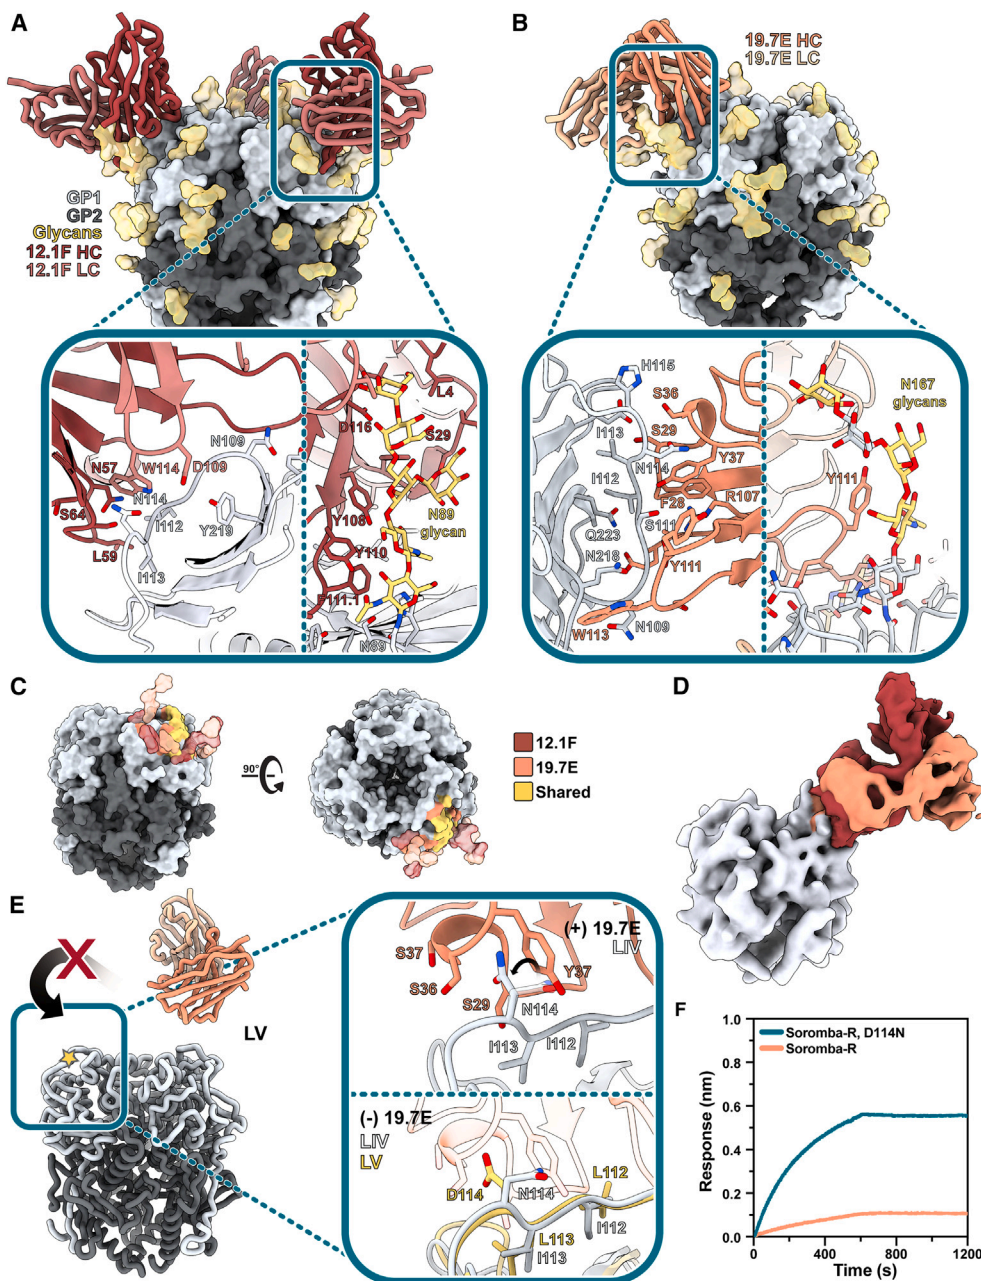 A
GP1
GP2
Glycans
12.1F HC
12.1F LC
L4
D116
S29
N109
N57
W114
D109
N114
S64
I112
Y219
Y108
N89
glycan
L59
Y110
I113
F111.1
N89
B
19.7E HC
19.7E LC
H115
S36
N167
glycans
I113
S29
N114
Y37
I112
Y111
F28
R107
S111
Q223
N218
Y111
W113
N109
C
90°
12.1F
19.7E
Shared
D
E
LV
(+) 19.7E
LIV
S37
S36
Y37
S29
N114
I113
I112
(-) 19.7E
LIV
LV
L112
D114
N114
I112
L113
I113
F
Soromba-R, D114N
Soromba-R
Response (nm)
1.0
0.8
0.6
0.4
0.2
0.0
0
400
800
1200
Time (s)